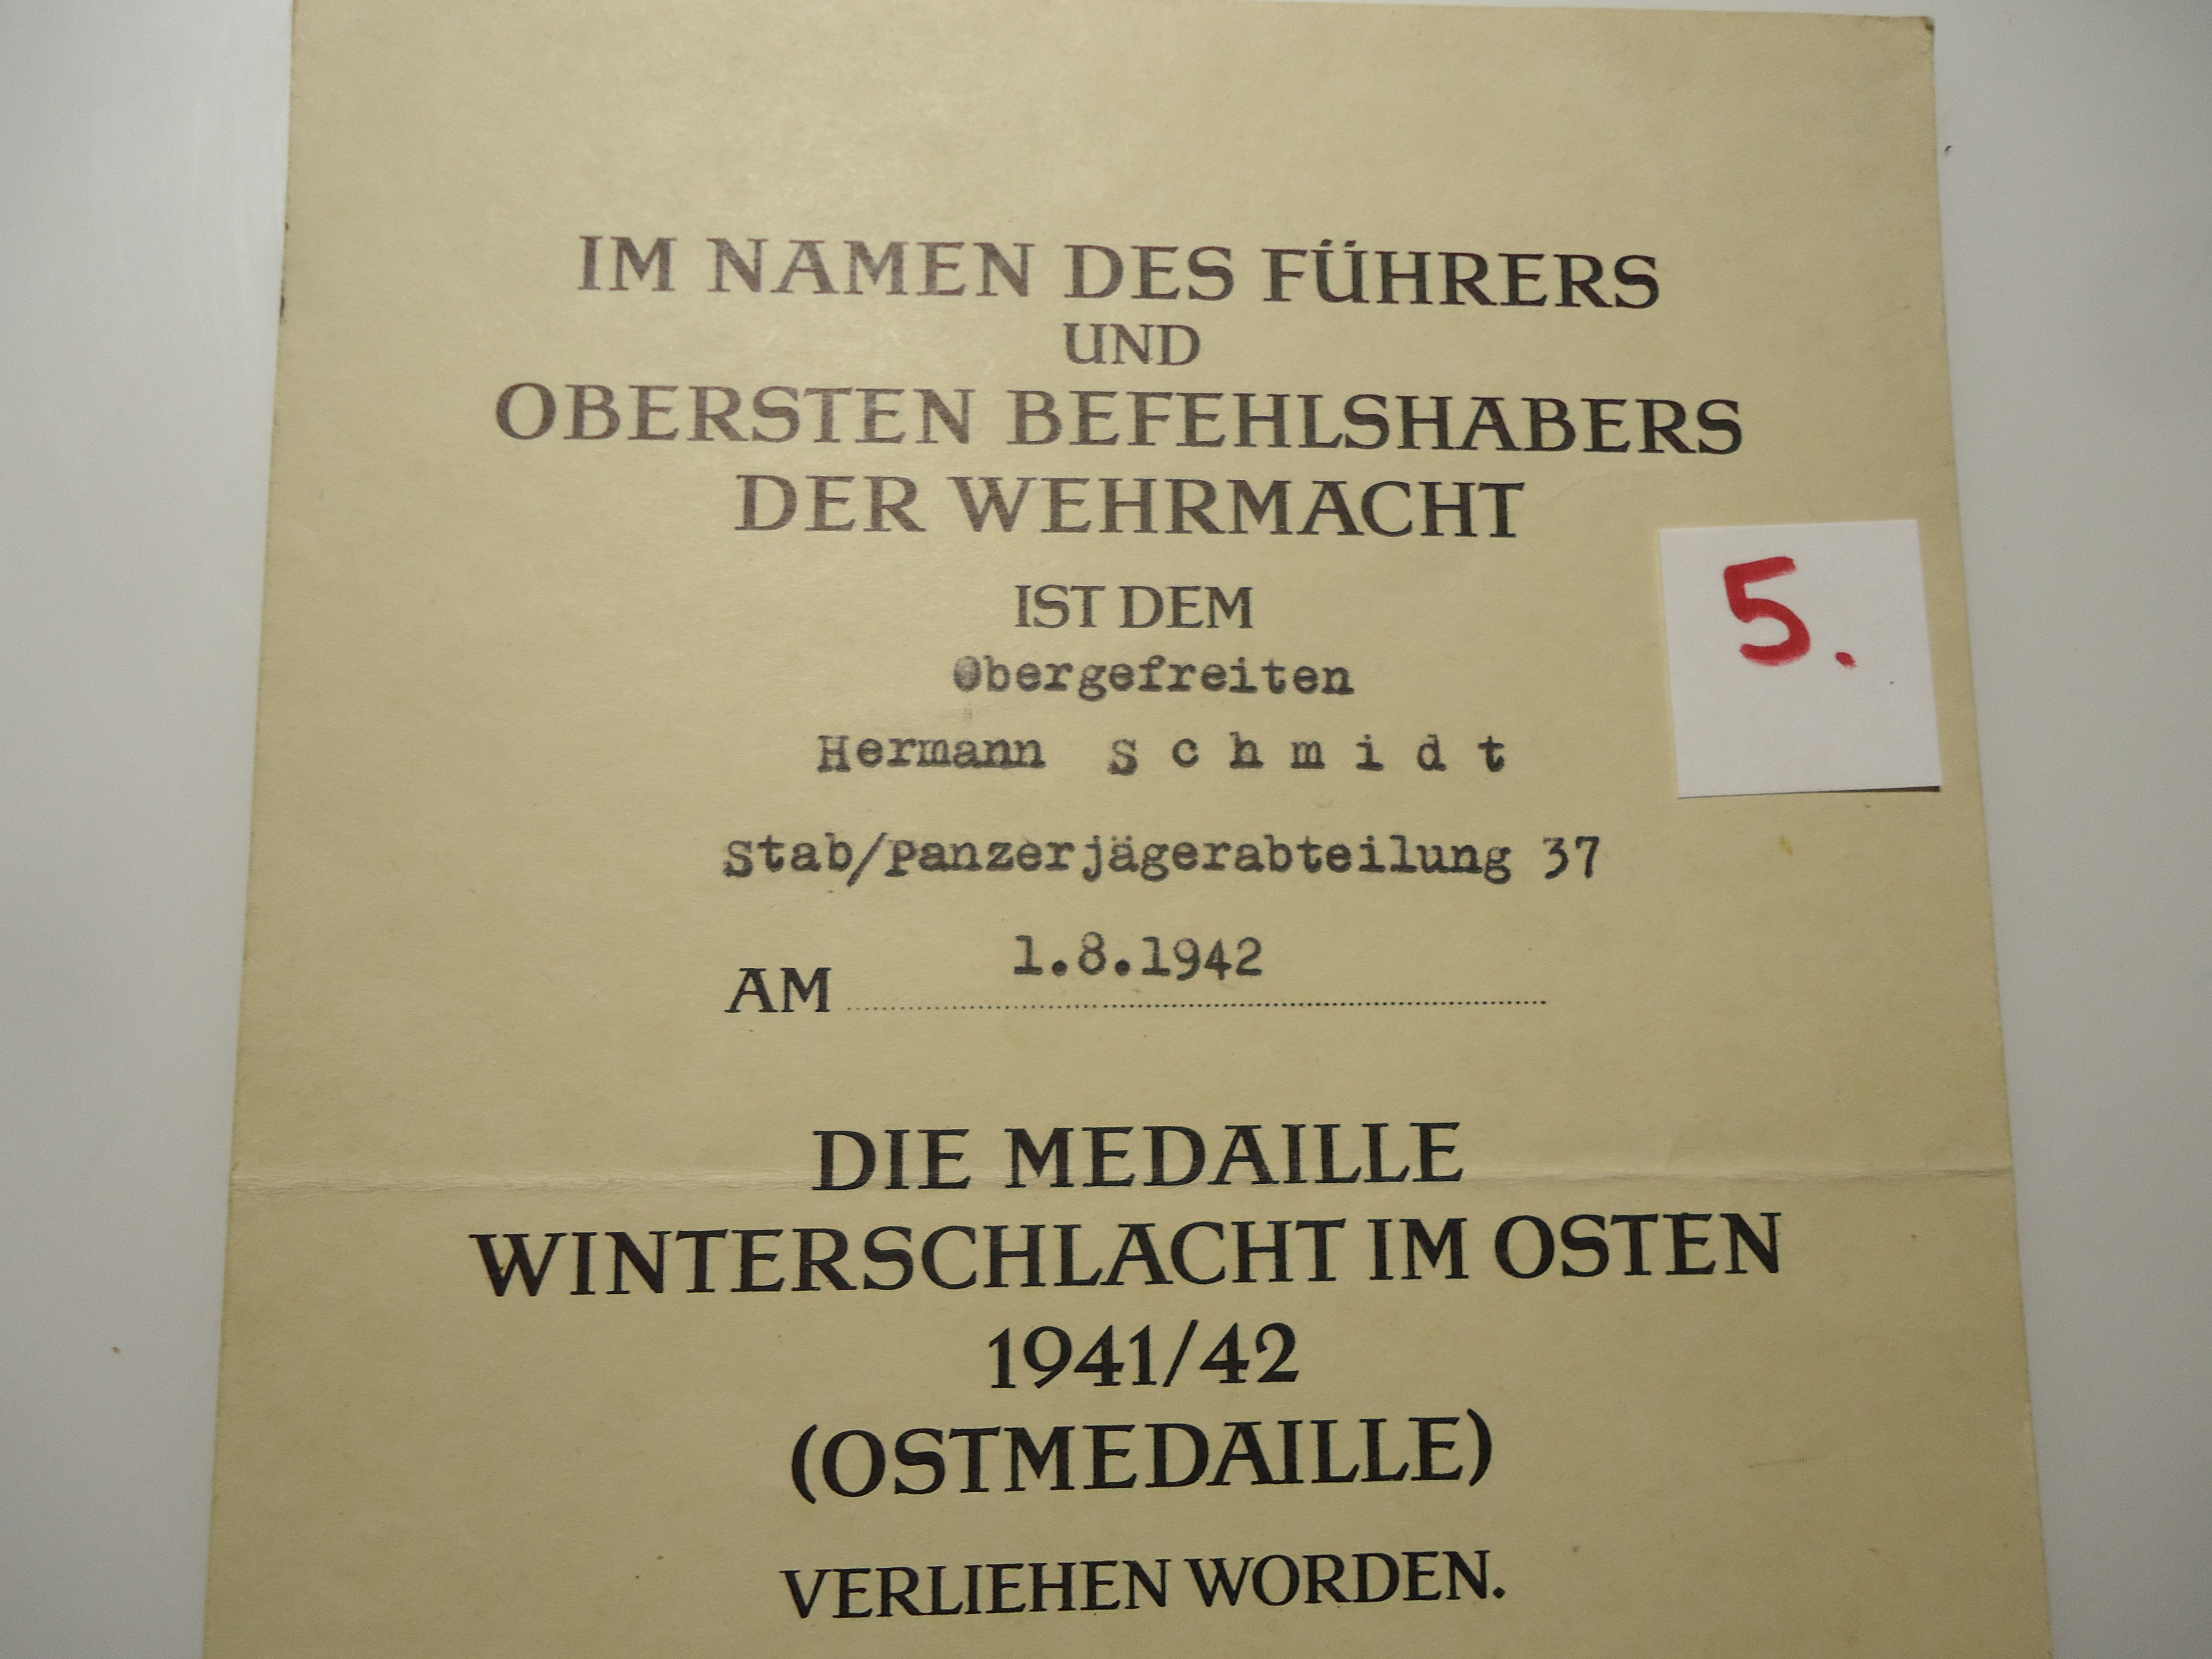 IM NAMEN DES FÜHRERS
UND
OBERSTEN BEFEHLSHABERS
DER WEHRMACHT
IST DEM
Obergefreiten
Hermann S c h m i d t
Stab/Panzerjägerabteilung 37
1.8.1942
AM
DIE MEDAILLE
WINTERSCHLACHT IM OSTEN
1941/42
(OSTMEDAILLE)
VERLIEHEN WORDEN.
5.